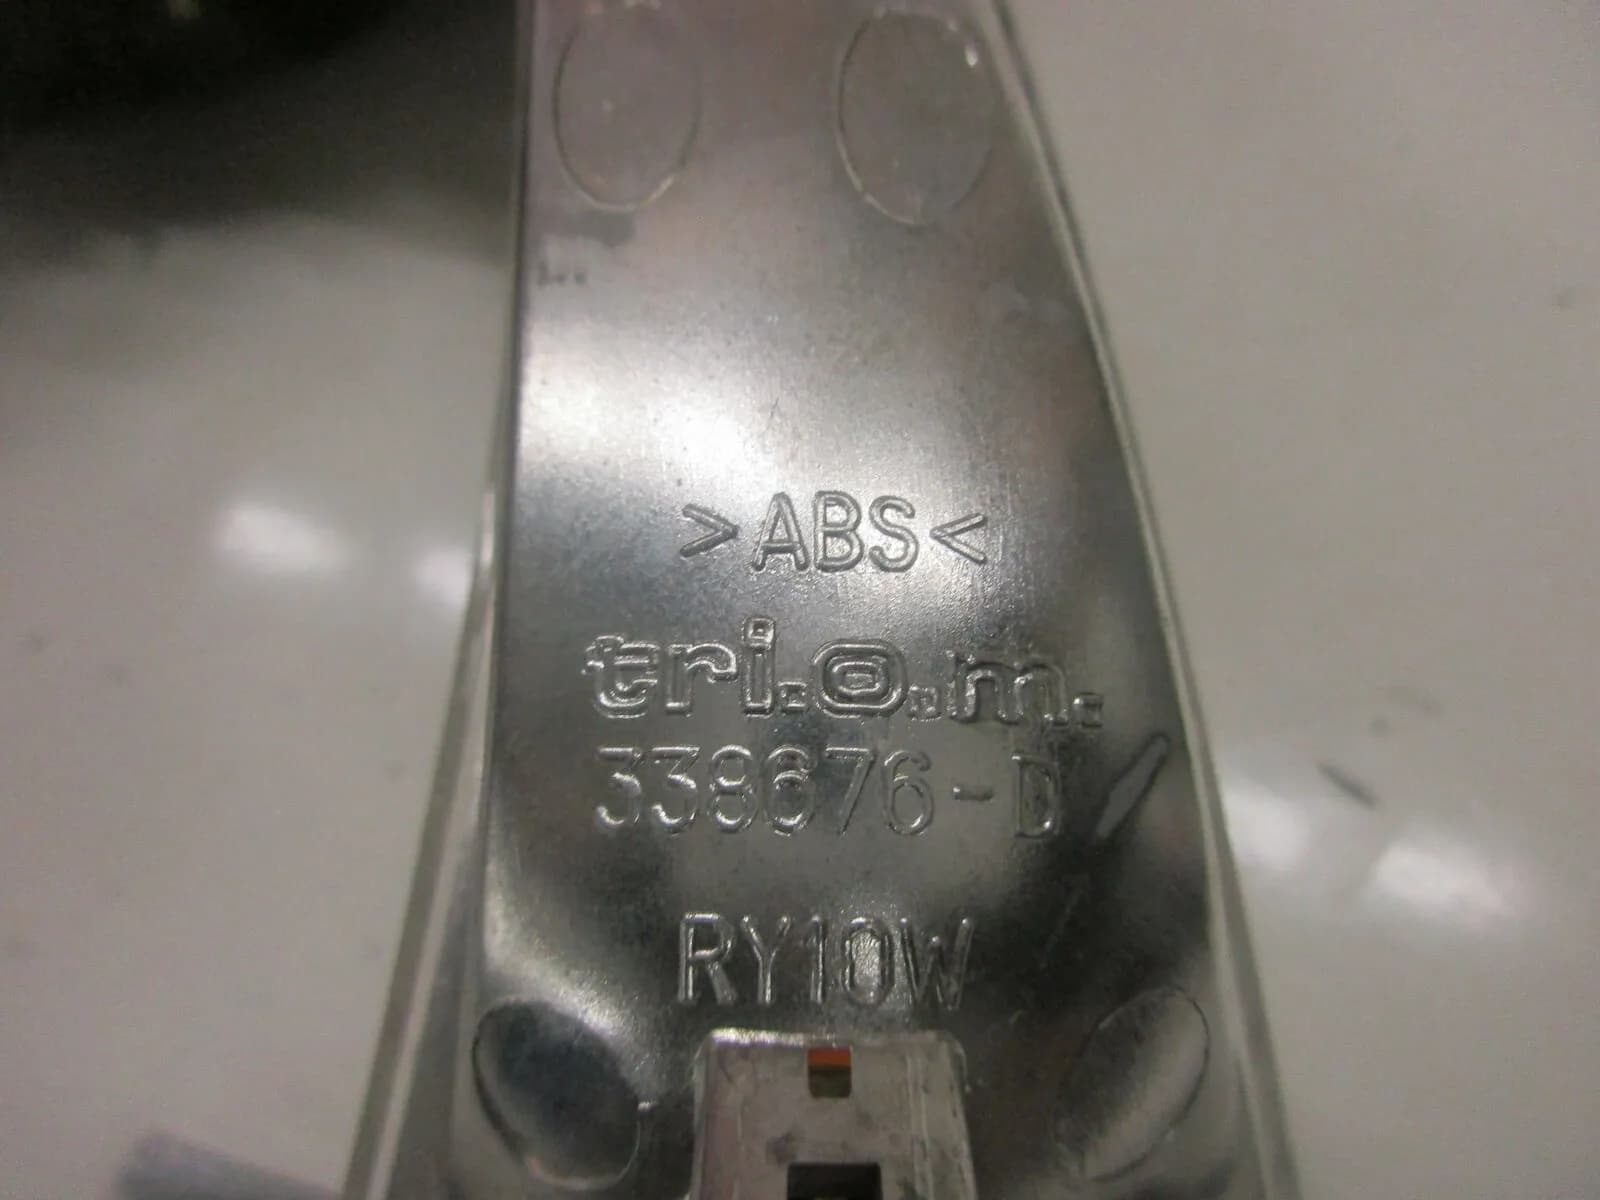 >ABS<
tri.o.m.
338676-D
RY10W